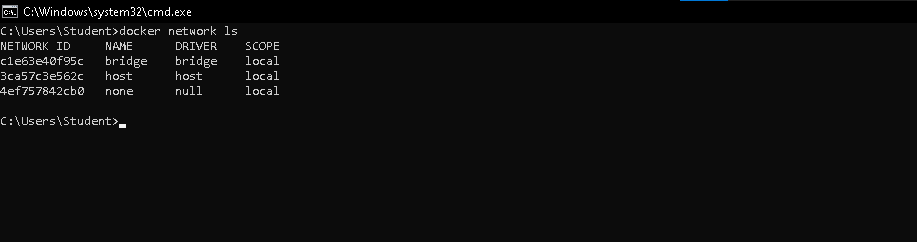 C:\Windows\system32\cmd.exe
C:\Users\Student>docker network ls
NETWORK ID     NAME      DRIVER    SCOPE
c1e63e40f95c   bridge    bridge    local
3ca57c3e562c   host      host      local
4ef757842cb0   none      null      local
C:\Users\Student>